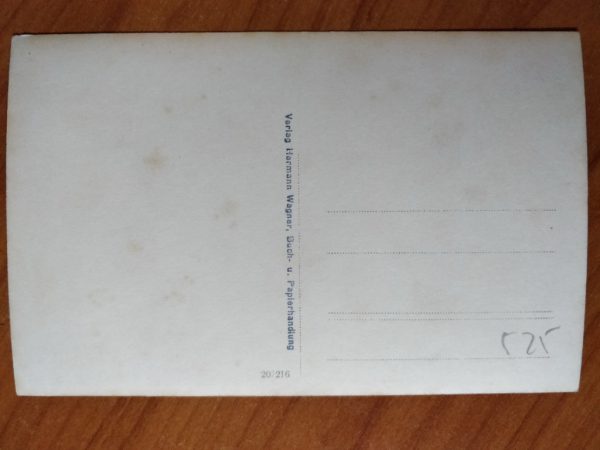 Verlag Hermann Wagner, Buch- u. Papierhandlung
20/216
525